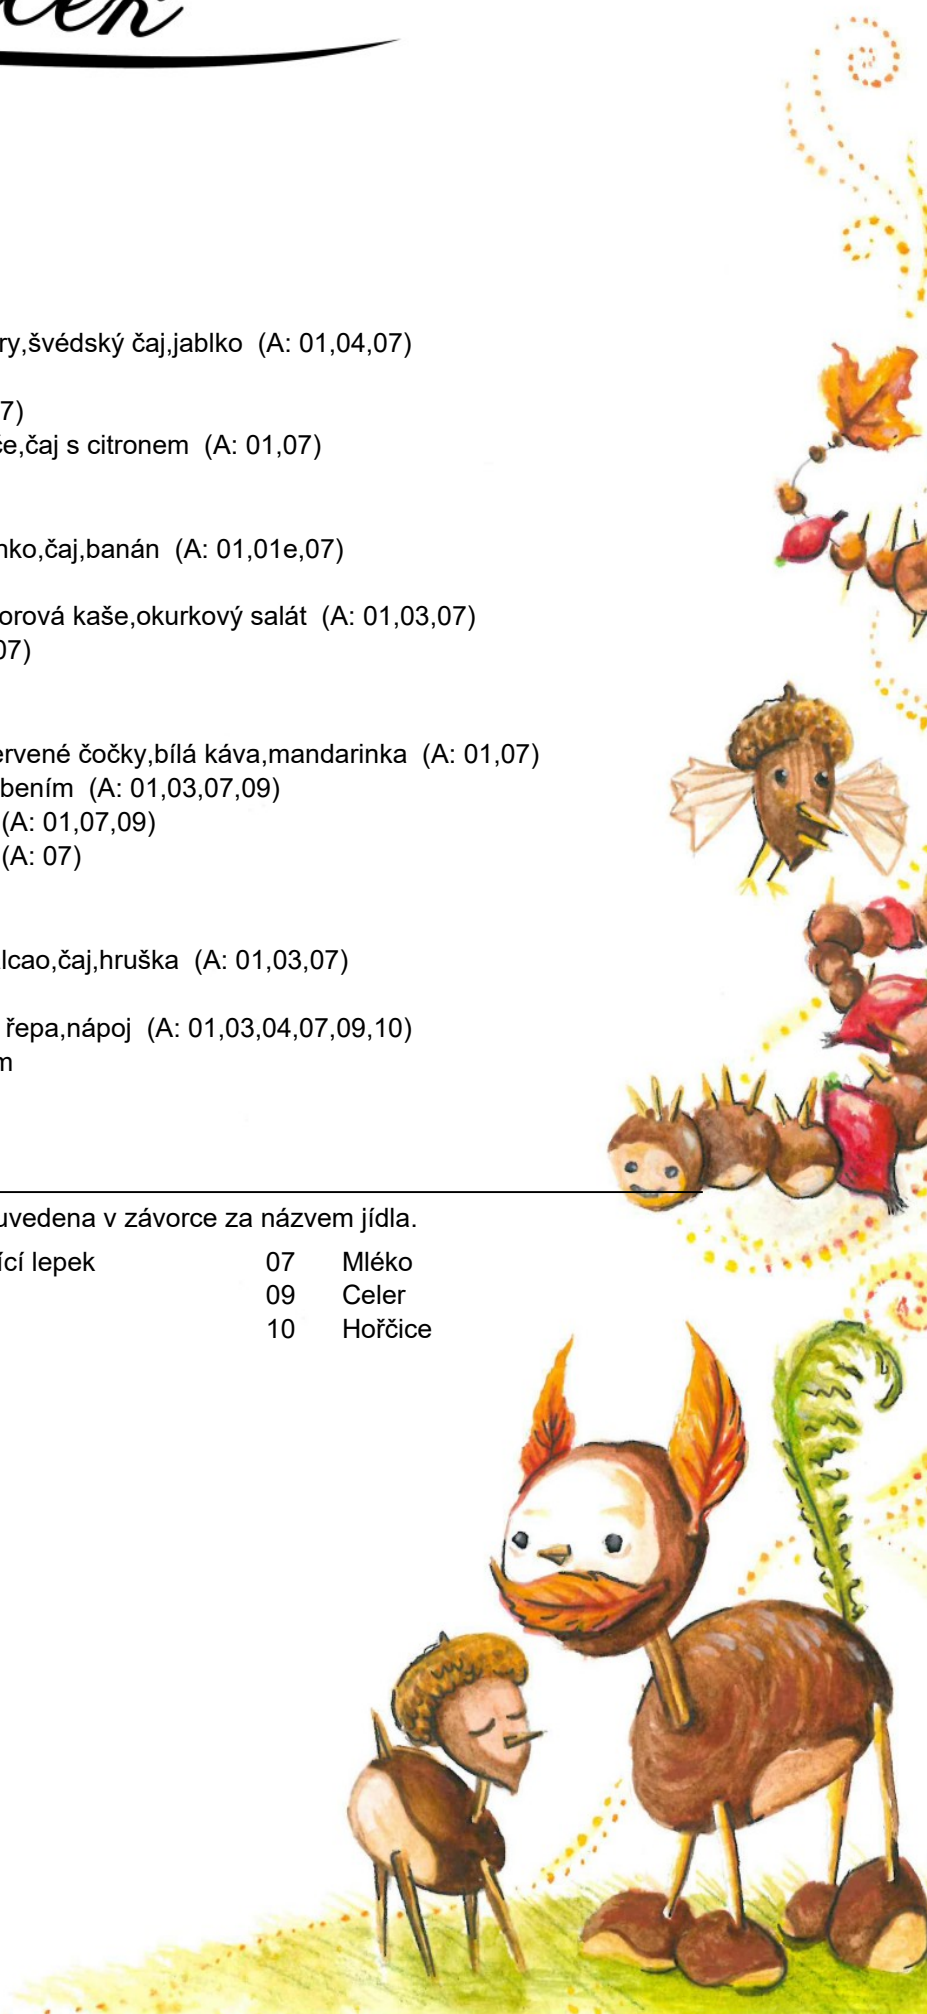 ry,švédský čaj,jablko (A: 01,04,07)
7)
e,čaj s citronem (A: 01,07)
nko,čaj,banán (A: 01,01e,07)
orová kaše,okurkový salát (A: 01,03,07)
07)
ervené čočky,bílá káva,mandarinka (A: 01,07)
bením (A: 01,03,07,09)
(A: 01,07,09)
(A: 07)
lcao,čaj,hruška (A: 01,03,07)
řepa,nápoj (A: 01,03,04,07,09,10)
m
uvedena v závorce za názvem jídla.
ící lepek 07 Mléko
09 Celer
10 Hořčice